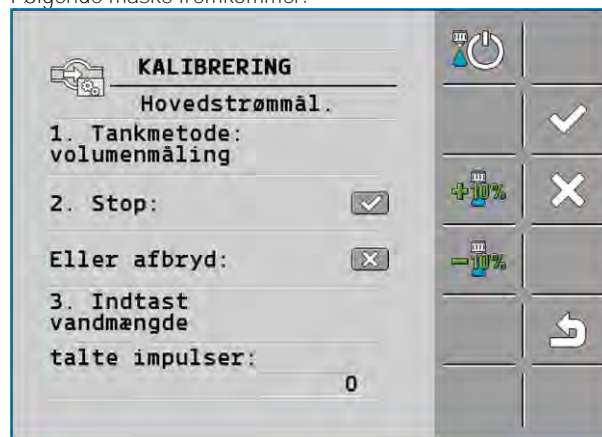 Følgende maske fremkommer:
KALIBRERING
Hovedstrømmål.
1. Tankmetode:
volumenmåling
2. Stop:
Eller afbryd:
3. Indtast
vandmængde
talte impulser:
0
+10%
-10%